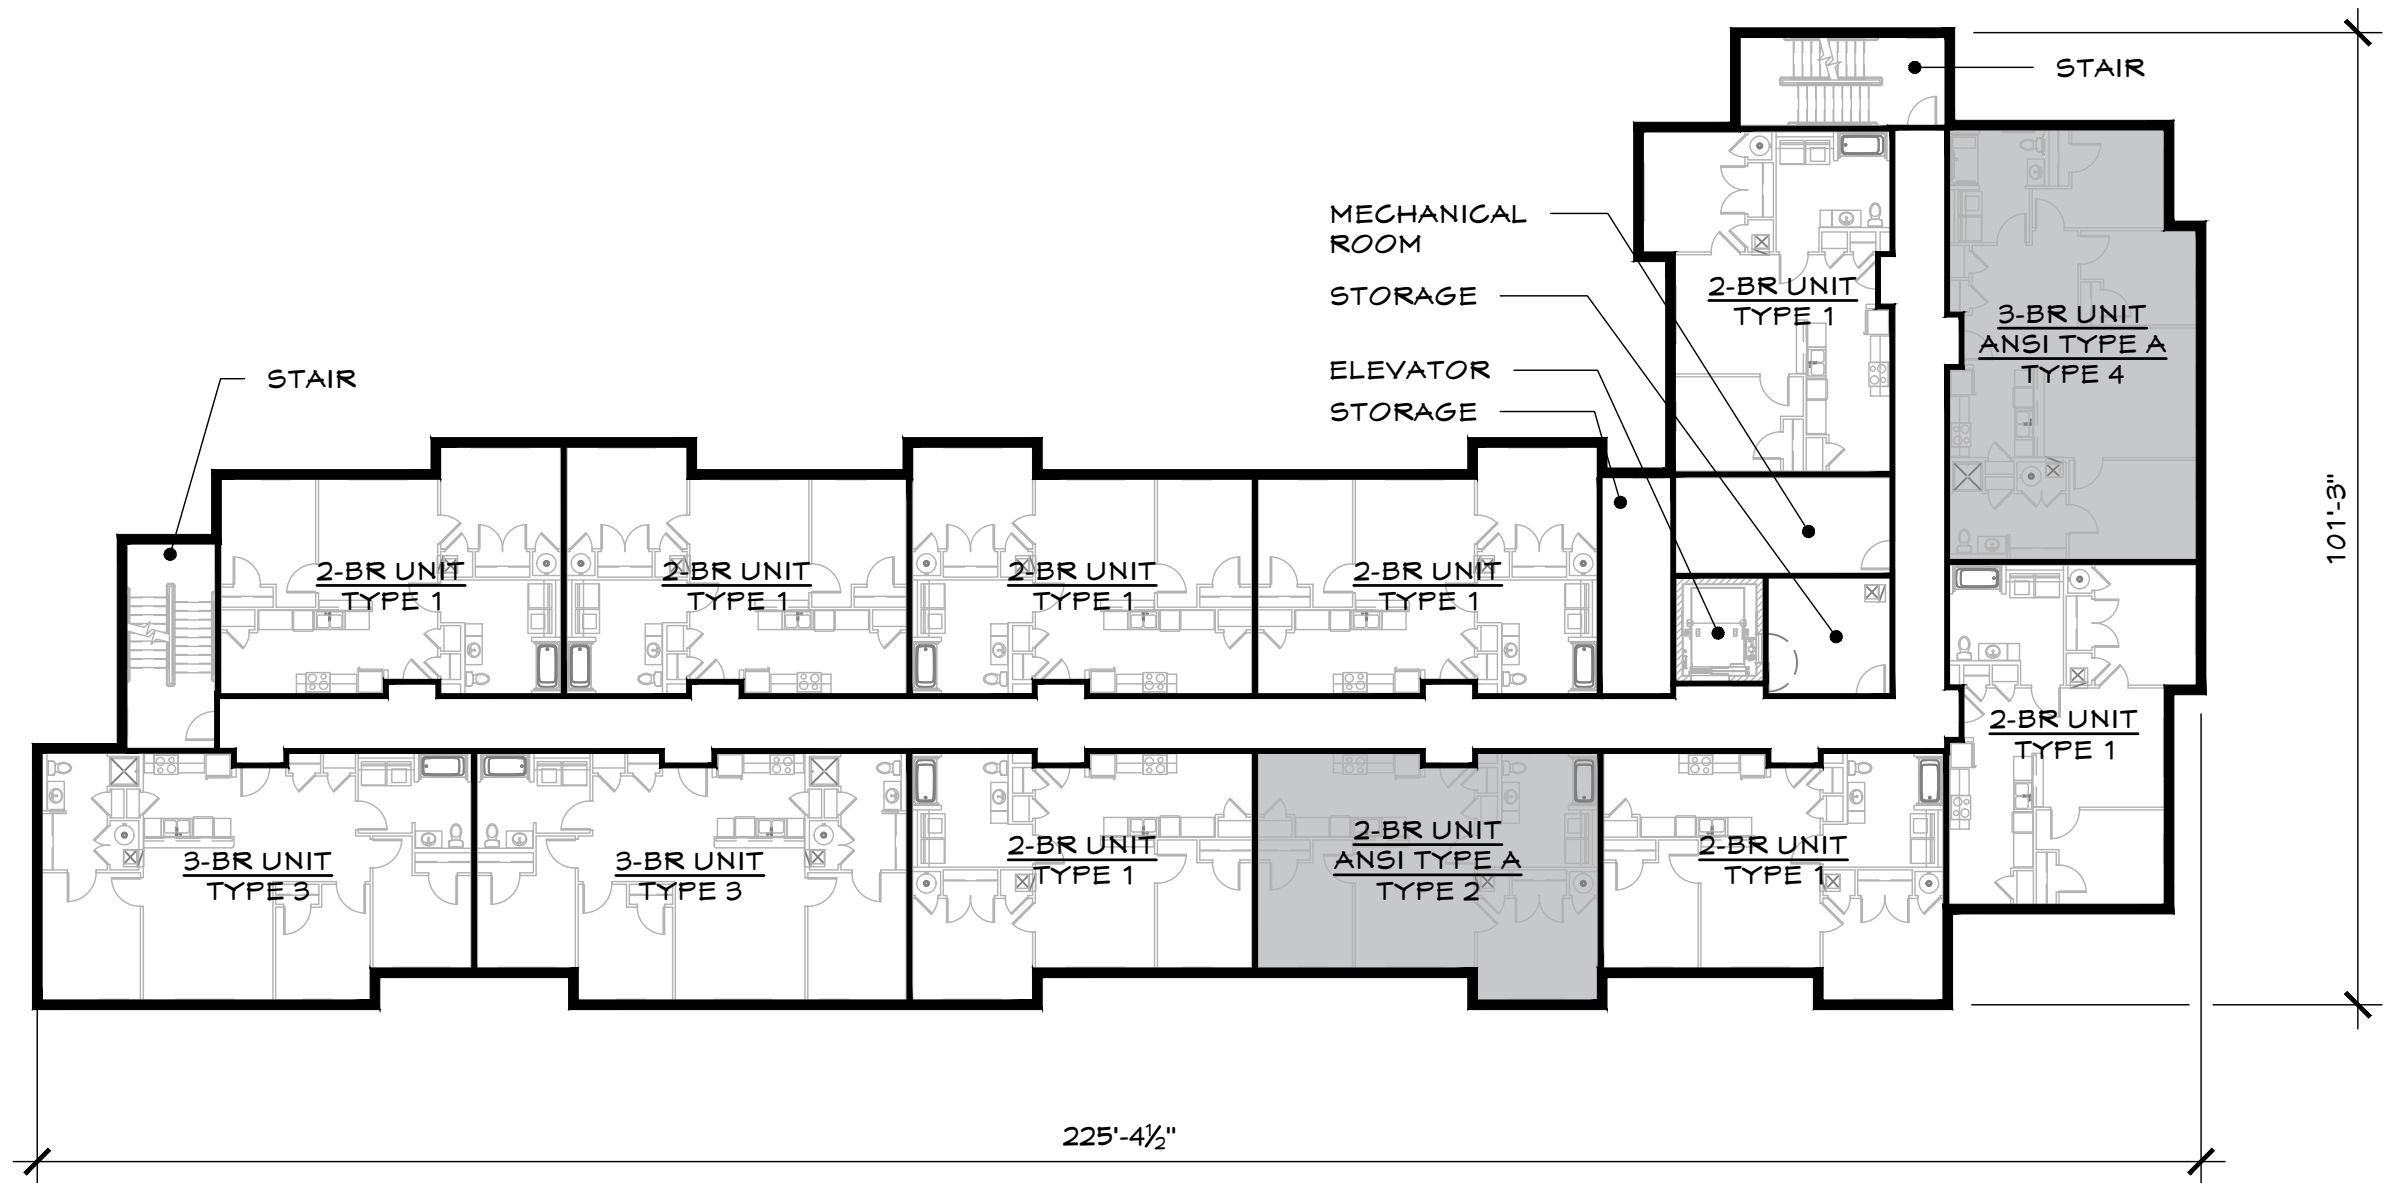 STAIR
MECHANICAL
ROOM
STORAGE
ELEVATOR
STORAGE
STAIR
2-BR UNIT
TYPE 1
3-BR UNIT
ANSI TYPE A
TYPE 4
101'-3"
2-BR UNIT
TYPE 1
2-BR UNIT
TYPE 1
2-BR UNIT
TYPE 1
2-BR UNIT
TYPE 1
2-BR UNIT
TYPE 1
3-BR UNIT
TYPE 3
3-BR UNIT
TYPE 3
2-BR UNIT
TYPE 1
2-BR UNIT
ANSI TYPE A
TYPE 2
2-BR UNIT
TYPE 1
225'-4½"